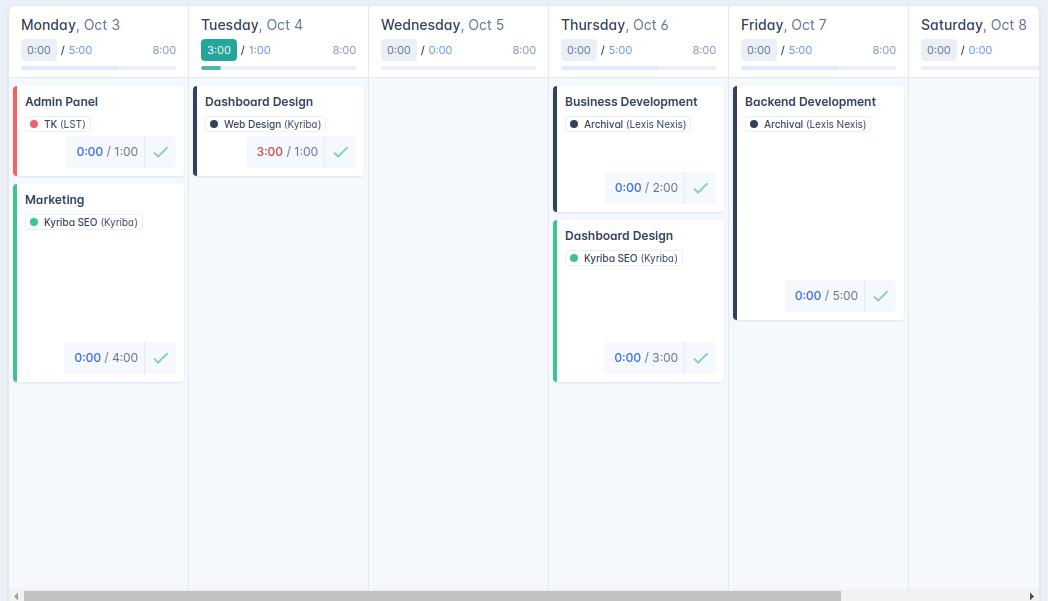 Monday, Oct 3
0:00 / 5:00 8:00
Admin Panel
TK (LST)
0:00 / 1:00
Marketing
Kyriba SEO (Kyriba)
0:00 / 4:00
Tuesday, Oct 4
3:00 / 1:00 8:00
Dashboard Design
Web Design (Kyriba)
3:00 / 1:00
Wednesday, Oct 5
0:00 / 0:00 8:00
Thursday, Oct 6
0:00 / 5:00 8:00
Business Development
Archival (Lexis Nexis)
0:00 / 2:00
Dashboard Design
Kyriba SEO (Kyriba)
0:00 / 3:00
Friday, Oct 7
0:00 / 5:00 8:00
Backend Development
Archival (Lexis Nexis)
0:00 / 5:00
Saturday, Oct 8
0:00 / 0:00